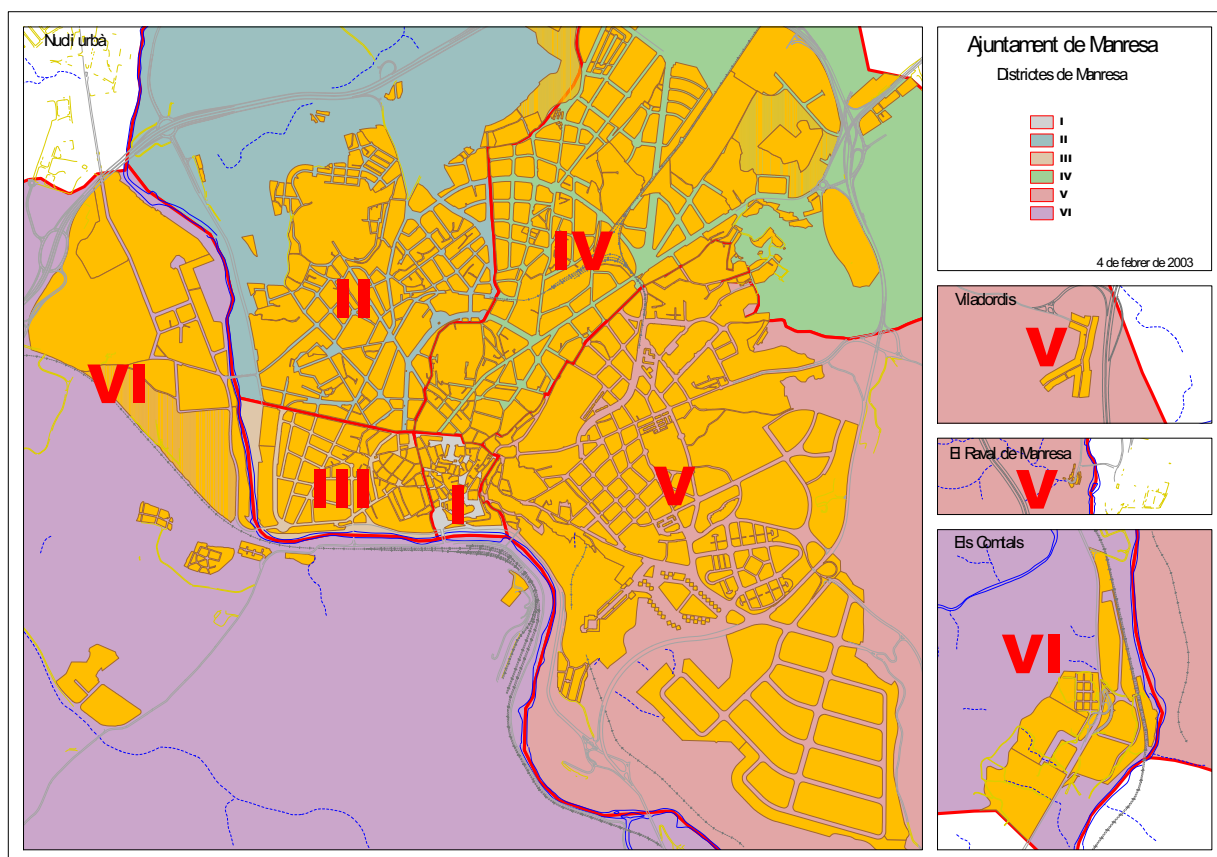 Nucli urbà
II
IV
VI
III
I
V
Ajuntament de Manresa
Districtes de Manresa
I
II
III
IV
V
VI
4 de febrer de 2003
Viladordis
V
El Raval de Manresa
V
Els Comtals
VI